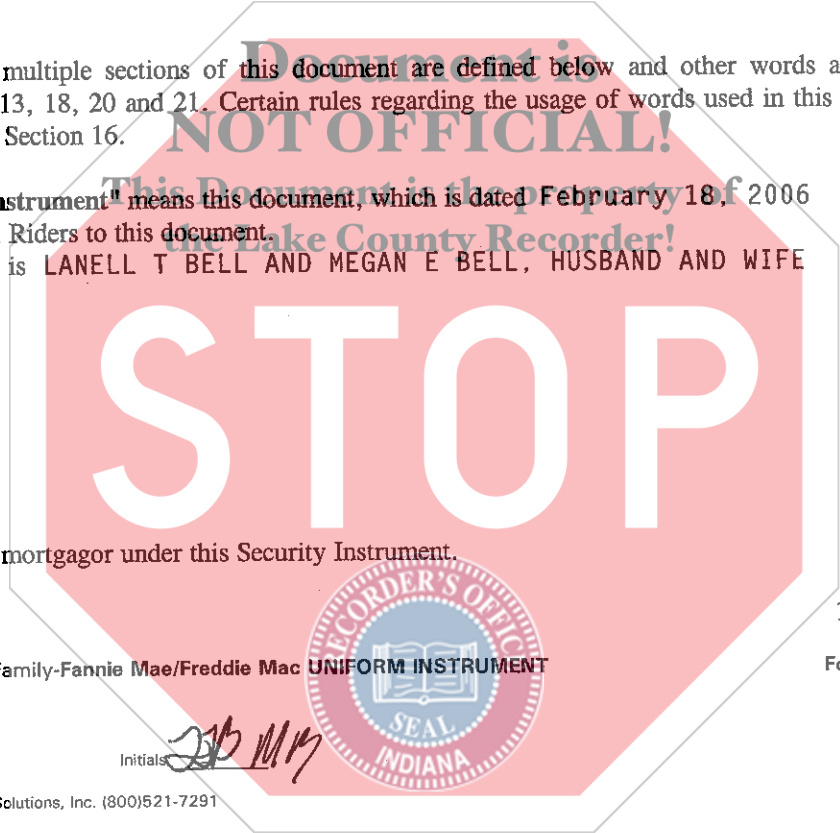 Document is
multiple sections of this document are defined below and other words a
13, 18, 20 and 21. Certain rules regarding the usage of words used in this
NOT OFFICIAL!
Section 16.
This Document is the property of
nstrument" means this document, which is dated February 18, 2006
Riders to this document.
the Lake County Recorder!
is LANELL T BELL AND MEGAN E BELL, HUSBAND AND WIFE
STOP
mortgagor under this Security Instrument.
RECORDER'S OFFICE
amily-Fannie Mae/Freddie Mac UNIFORM INSTRUMENT
Fo
SEAL
INDIANA
Initials
Solutions, Inc. (800)521-7291